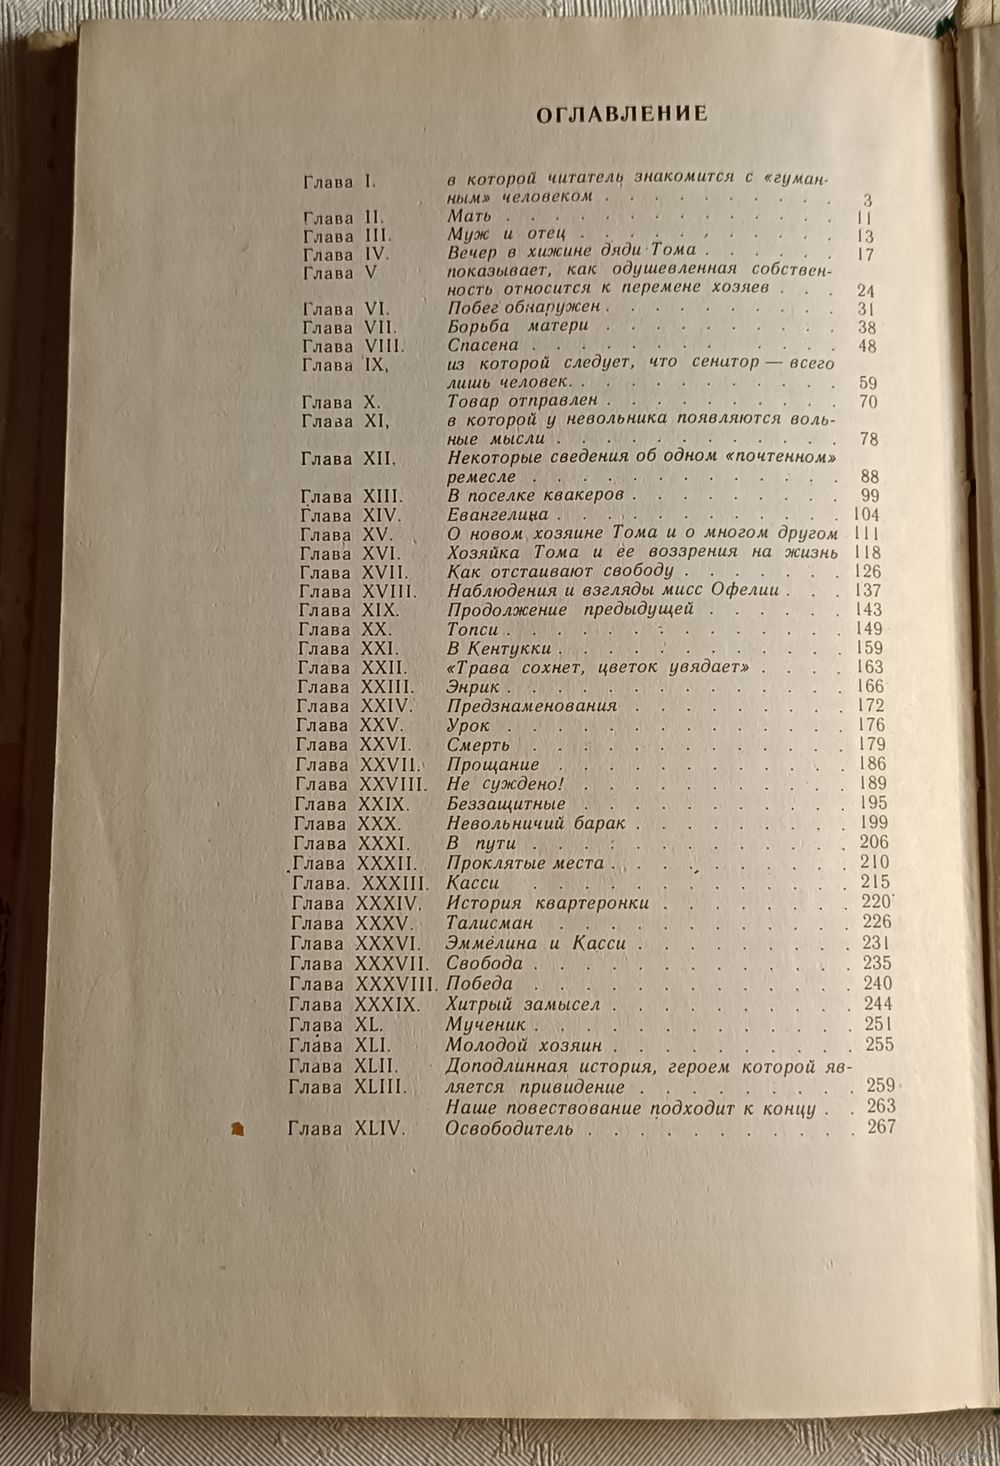 ОГЛАВЛЕНИЕ
Глава I. в которой читатель знакомится с «гуман-
ным» человеком . . . . . . . . . 3
Глава II. Мать . . . . . . . . . . . . . 11
Глава III. Муж и отец . . . . . . . . . . 13
Глава IV. Вечер в хижине дяди Тома . . . . . . 17
Глава V показывает, как одушевленная собствен-
ность относится к перемене хозяев . . . 24
Глава VI. Побег обнаружен . . . . . . . . . 31
Глава VII. Борьба матери . . . . . . . . . 38
Глава VIII. Спасена . . . . . . . . . . . 48
Глава IX, из которой следует, что сенатор — всего
лишь человек. . . . . . . . . . . 59
Глава X. Товар отправлен . . . . . . . . . 70
Глава XI, в которой у невольника появляются воль-
ные мысли . . . . . . . . . . . 78
Глава XII. Некоторые сведения об одном «почтенном»
ремесле . . . . . . . . . . . . 88
Глава XIII. В поселке квакеров . . . . . . . . 99
Глава XIV. Евангелина . . . . . . . . . . . 104
Глава XV. О новом хозяине Тома и о многом другом 111
Глава XVI. Хозяйка Тома и ее воззрения на жизнь 118
Глава XVII. Как отстаивают свободу . . . . . . 126
Глава XVIII. Наблюдения и взгляды мисс Офелии . . . 137
Глава XIX. Продолжение предыдущей . . . . . . 143
Глава XX. Топси . . . . . . . . . . . . . 149
Глава XXI. В Кентукки . . . . . . . . . . . 159
Глава XXII. «Трава сохнет, цветок увядает» . . . . 163
Глава XXIII. Энрик . . . . . . . . . . . . . 166
Глава XXIV. Предзнаменования . . . . . . . . . 172
Глава XXV. Урок . . . . . . . . . . . . . 176
Глава XXVI. Смерть . . . . . . . . . . . . 179
Глава XXVII. Прощание . . . . . . . . . . . 186
Глава XXVIII. Не суждено! . . . . . . . . . . 189
Глава XXIX. Беззащитные . . . . . . . . . . 195
Глава XXX. Невольничий барак . . . . . . . . 199
Глава XXXI. В пути . . . . . . . . . . . . 206
Глава XXXII. Проклятые места . . . . . . . . . 210
Глава. XXXIII. Касси . . . . . . . . . . . . 215
Глава XXXIV. История квартеронки . . . . . . . . 220
Глава XXXV. Талисман . . . . . . . . . . . 226
Глава XXXVI. Эммелина и Касси . . . . . . . . 231
Глава XXXVII. Свобода . . . . . . . . . . . . 235
Глава XXXVIII. Победа . . . . . . . . . . . . 240
Глава XXXIX. Хитрый замысел . . . . . . . . . 244
Глава XL. Мученик . . . . . . . . . . . . 251
Глава XLI. Молодой хозяин . . . . . . . . . 255
Глава XLII. Доподлинная история, героем которой яв-
Глава XLIII. ляется привидение . . . . . . . . . 259
Наше повествование подходит к концу . . 263
Глава XLIV. Освободитель . . . . . . . . . . . 267